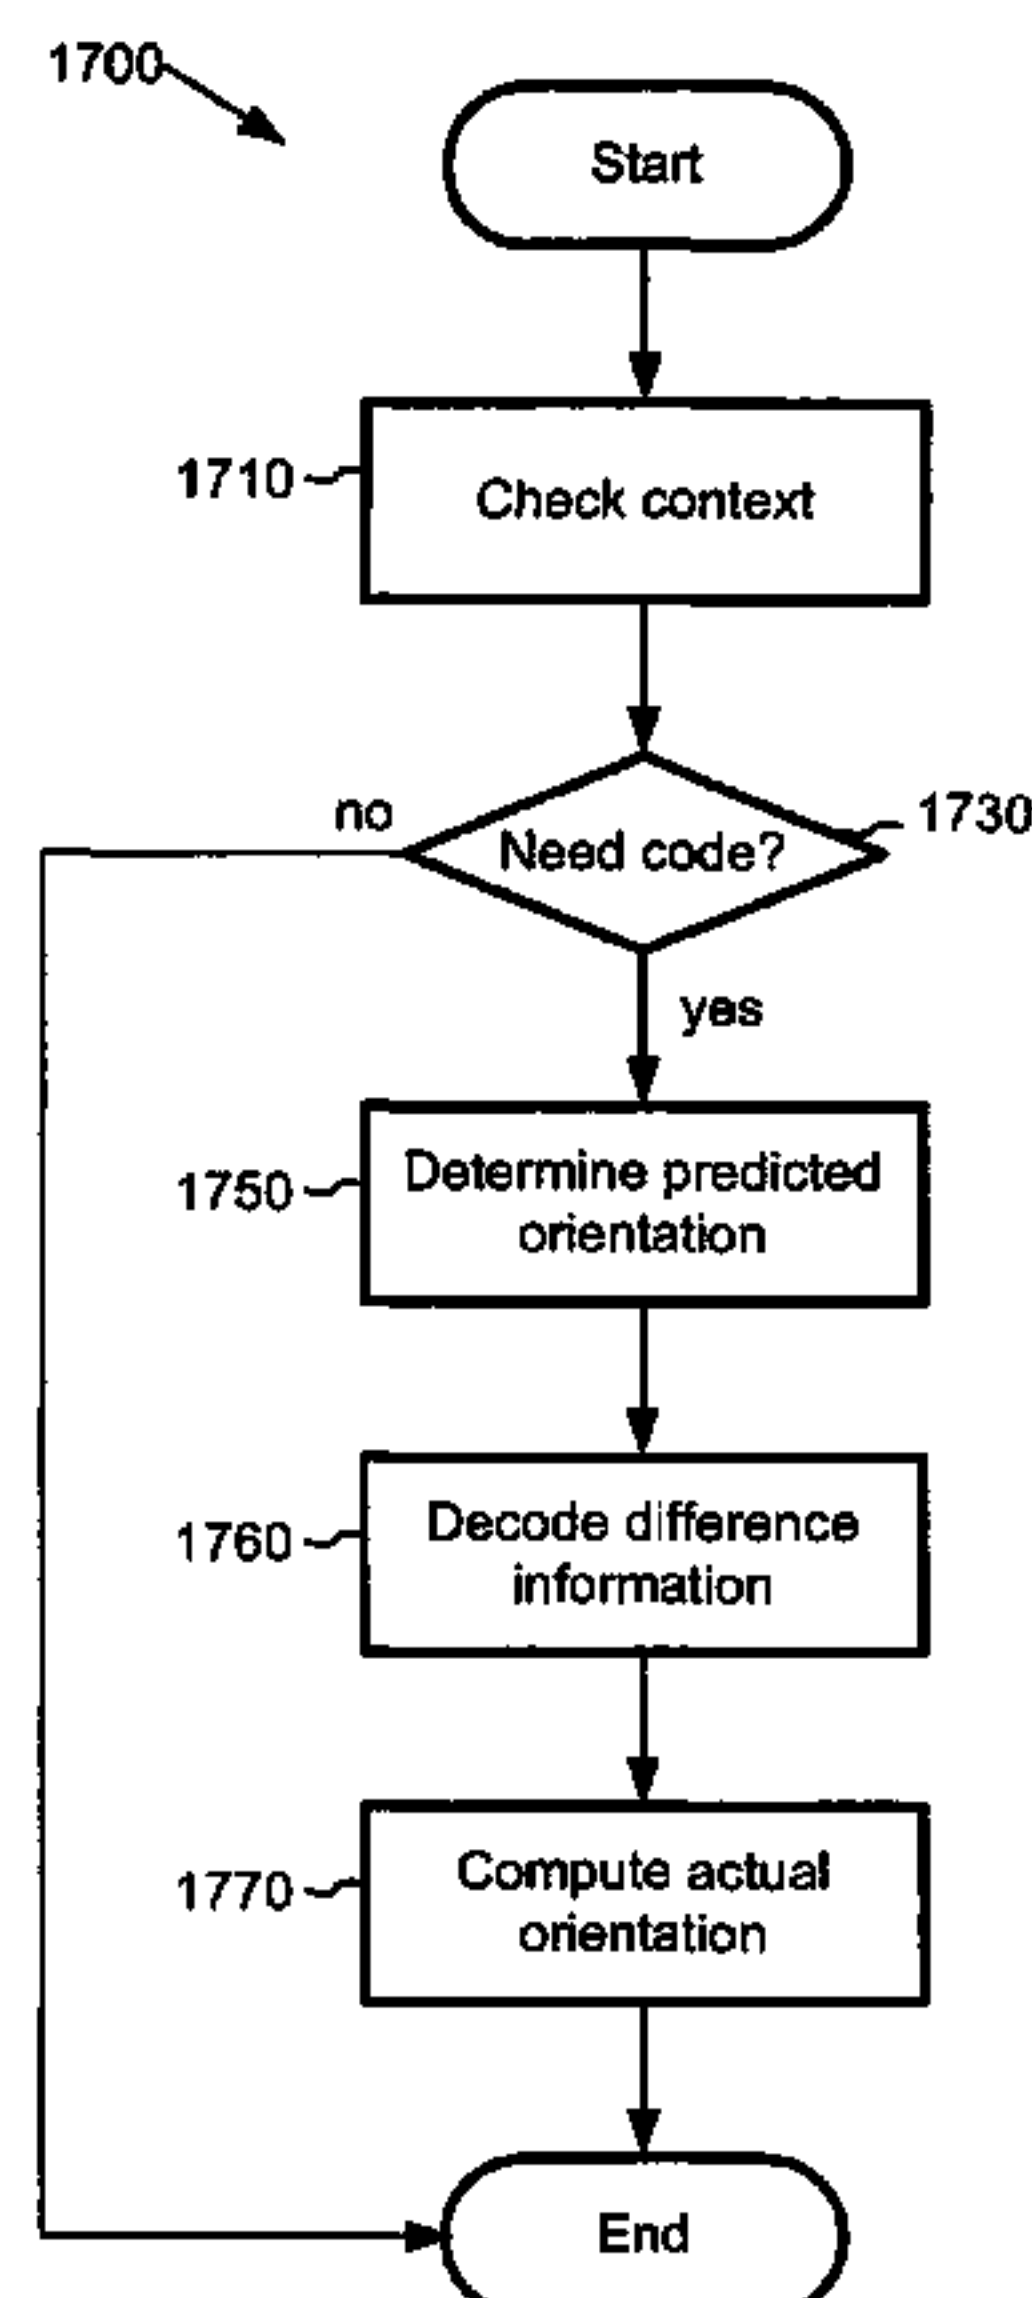 1700
Start
1710
Check context
no
Need code?
1730
yes
1750
Determine predicted
orientation
1760
Decode difference
information
1770
Compute actual
orientation
End